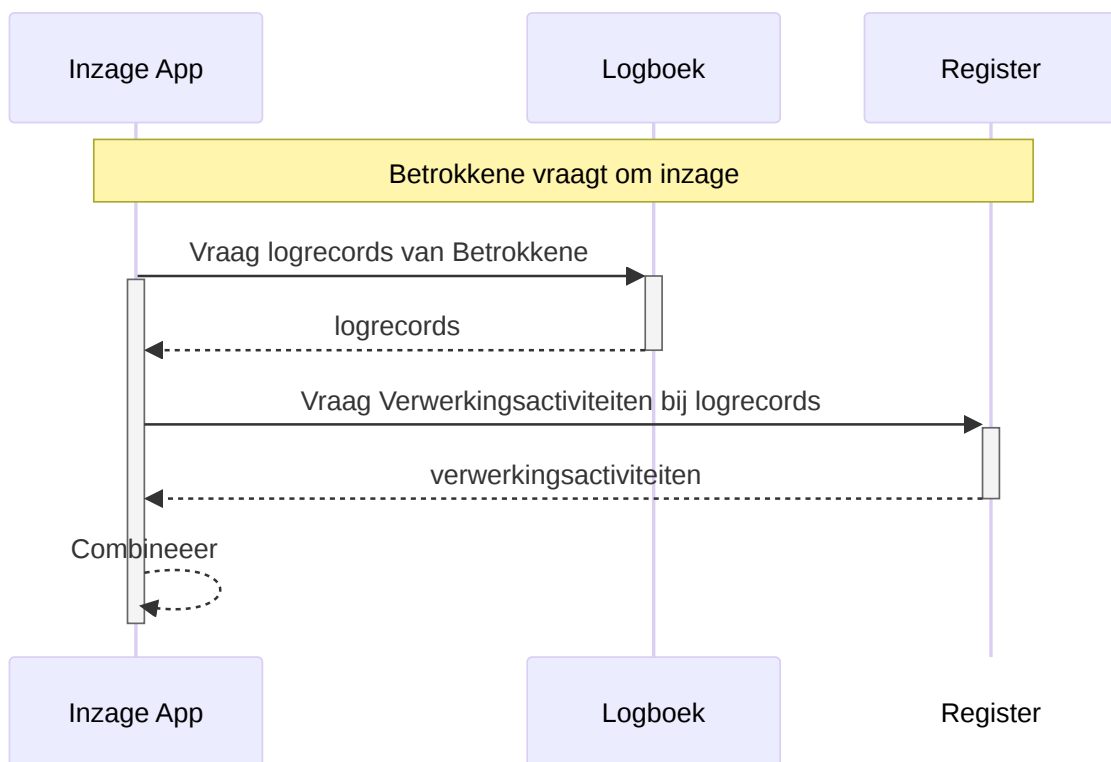 Inzage App
Logboek
Register
Betrokkene vraagt om inzage
Vraag logrecords van Betrokkene
logrecords
Vraag Verwerkingsactiviteiten bij logrecords
verwerkingsactiviteiten
Combineeer
Inzage App
Logboek
Register